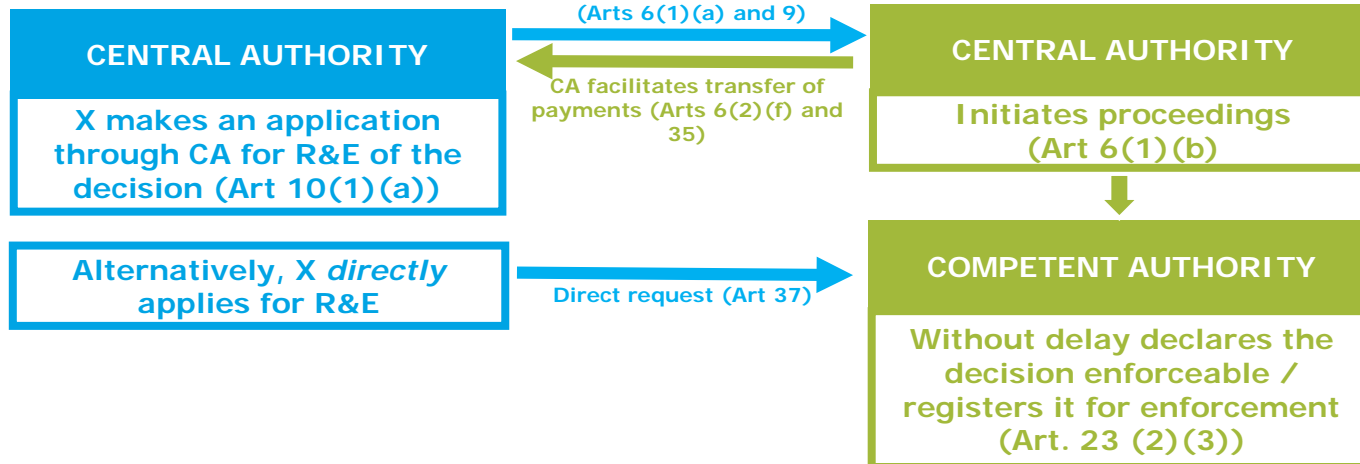 (Arts 6(1)(a) and 9)
CENTRAL AUTHORITY
X makes an application
through CA for R&E of the
decision (Art 10(1)(a))
CA facilitates transfer of
payments (Arts 6(2)(f) and
35)
CENTRAL AUTHORITY
Initiates proceedings
(Art 6(1)(b)
Alternatively, X directly
applies for R&E
Direct request (Art 37)
COMPETENT AUTHORITY
Without delay declares the
decision enforceable /
registers it for enforcement
(Art. 23 (2)(3))